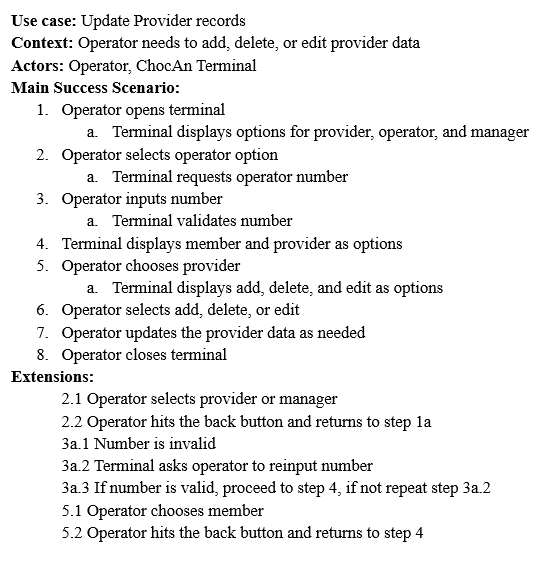 Use case: Update Provider records
Context: Operator needs to add, delete, or edit provider data
Actors: Operator, ChocAn Terminal
Main Success Scenario:
1. Operator opens terminal
a. Terminal displays options for provider, operator, and manager
2. Operator selects operator option
a. Terminal requests operator number
3. Operator inputs number
a. Terminal validates number
4. Terminal displays member and provider as options
5. Operator chooses provider
a. Terminal displays add, delete, and edit as options
6. Operator selects add, delete, or edit
7. Operator updates the provider data as needed
8. Operator closes terminal
Extensions:
2.1 Operator selects provider or manager
2.2 Operator hits the back button and returns to step 1a
3a.1 Number is invalid
3a.2 Terminal asks operator to reinput number
3a.3 If number is valid, proceed to step 4, if not repeat step 3a.2
5.1 Operator chooses member
5.2 Operator hits the back button and returns to step 4